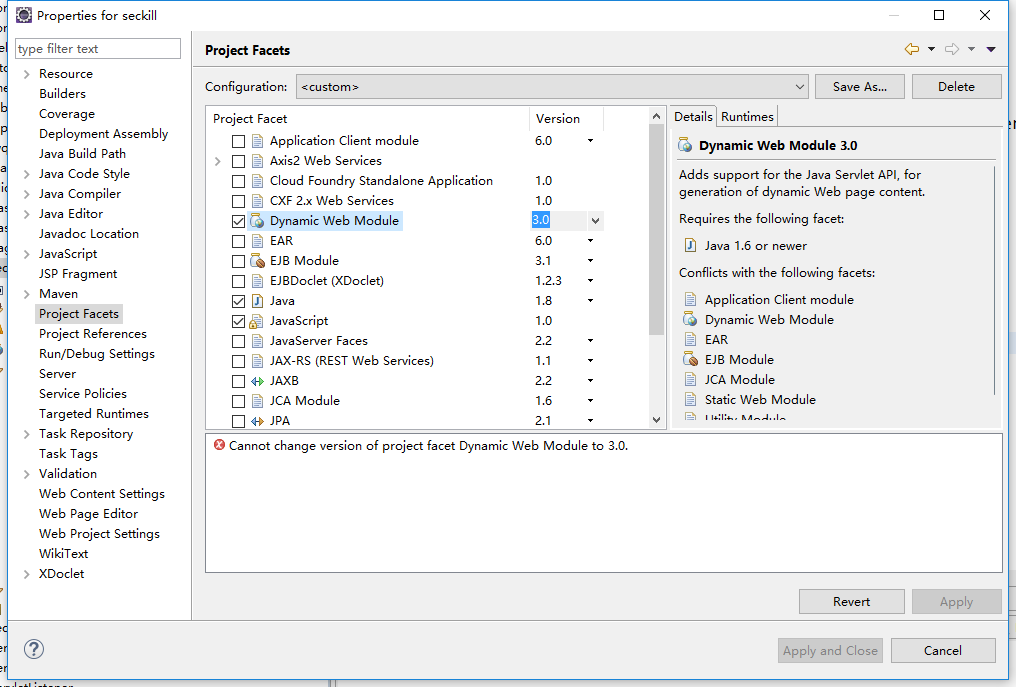 Properties for seckill
type filter text
Resource
Builders
Coverage
Deployment Assembly
Java Build Path
Java Code Style
Java Compiler
Java Editor
Javadoc Location
JavaScript
JSP Fragment
Maven
Project Facets
Project References
Run/Debug Settings
Server
Service Policies
Targeted Runtimes
Task Repository
Task Tags
Validation
Web Content Settings
Web Page Editor
Web Project Settings
WikiText
XDoclet
Project Facets
Configuration: <custom> Save As... Delete
Project Facet Version
Application Client module 6.0
Axis2 Web Services
Cloud Foundry Standalone Application 1.0
CXF 2.x Web Services 1.0
Dynamic Web Module 3.0
EAR 6.0
EJB Module 3.1
EJBDoclet (XDoclet) 1.2.3
Java 1.8
JavaScript 1.0
JavaServer Faces 2.2
JAX-RS (REST Web Services) 1.1
JAXB 2.2
JCA Module 1.6
JPA 2.1
Details Runtimes
Dynamic Web Module 3.0
Adds support for the Java Servlet API, for
generation of dynamic Web page content.
Requires the following facet:
Java 1.6 or newer
Conflicts with the following facets:
Application Client module
Dynamic Web Module
EAR
EJB Module
JCA Module
Static Web Module
Utility Module
Cannot change version of project facet Dynamic Web Module to 3.0.
Revert Apply
Apply and Close Cancel